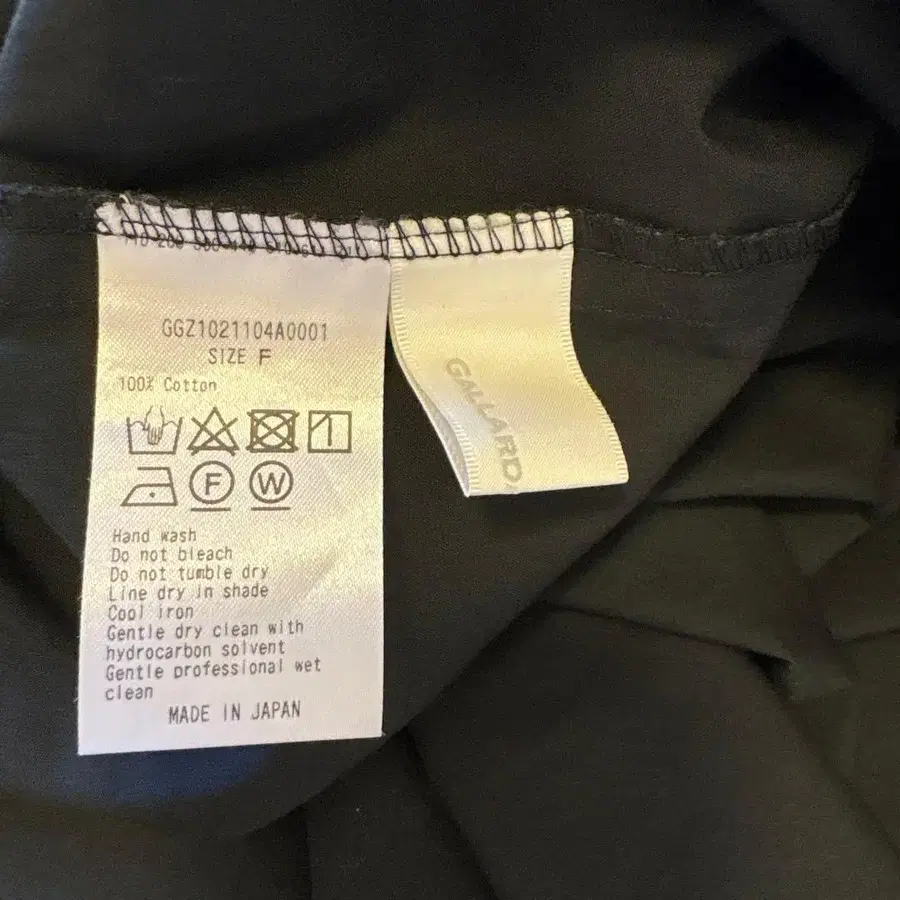 GGZ1021104A0001
SIZE F
100% Cotton
F W
Hand wash
Do not bleach
Do not tumble dry
Line dry in shade
Cool iron
Gentle dry clean with
hydrocarbon solvent
Gentle professional wet
clean
MADE IN JAPAN
GALLARD